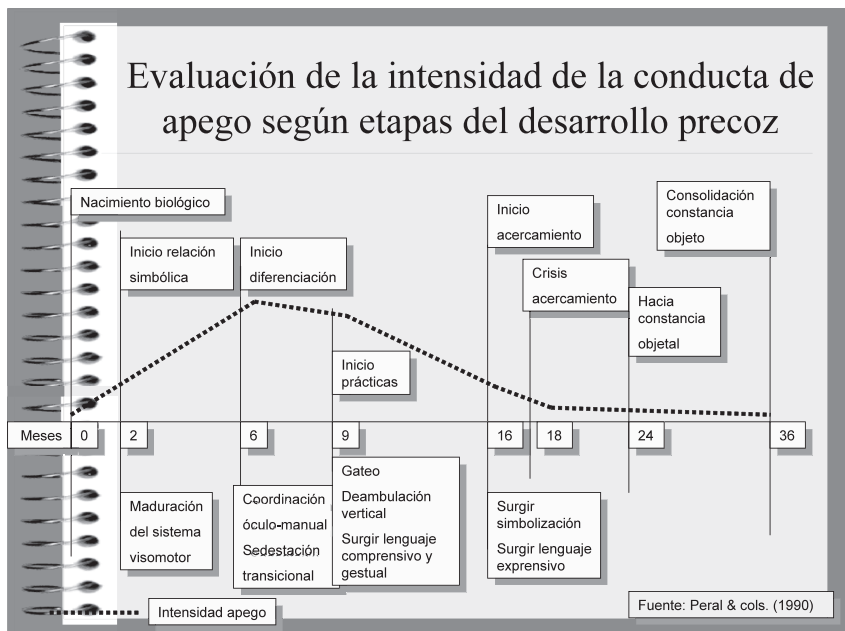 Evaluación de la intensidad de la conducta de
apego según etapas del desarrollo precoz
Nacimiento biológico
Inicio relación
simbólica
Inicio
diferenciación
Inicio
prácticas
Inicio
acercamiento
Crisis
acercamiento
Hacia
constancia
objetal
Consolidación
constancia
objeto
Meses
0
2
6
9
16
18
24
36
Maduración
del sistema
visomotor
Coordinación
óculo-manual
Sedestación
transicional
Gateo
Deambulación
vertical
Surgir lenguaje
comprensivo y
gestual
Surgir
simbolización
Surgir lenguaje
exprensivo
Intensidad apego
Fuente: Peral & cols. (1990)